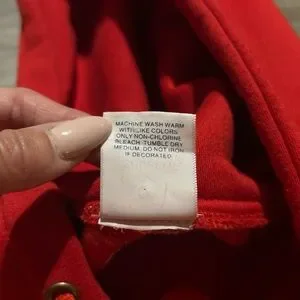 MACHINE WASH WARM
WITH LIKE COLORS
ONLY NON-CHLORINE
BLEACH. TUMBLE DRY
MEDIUM. DO NOT IRON
IF DECORATED.